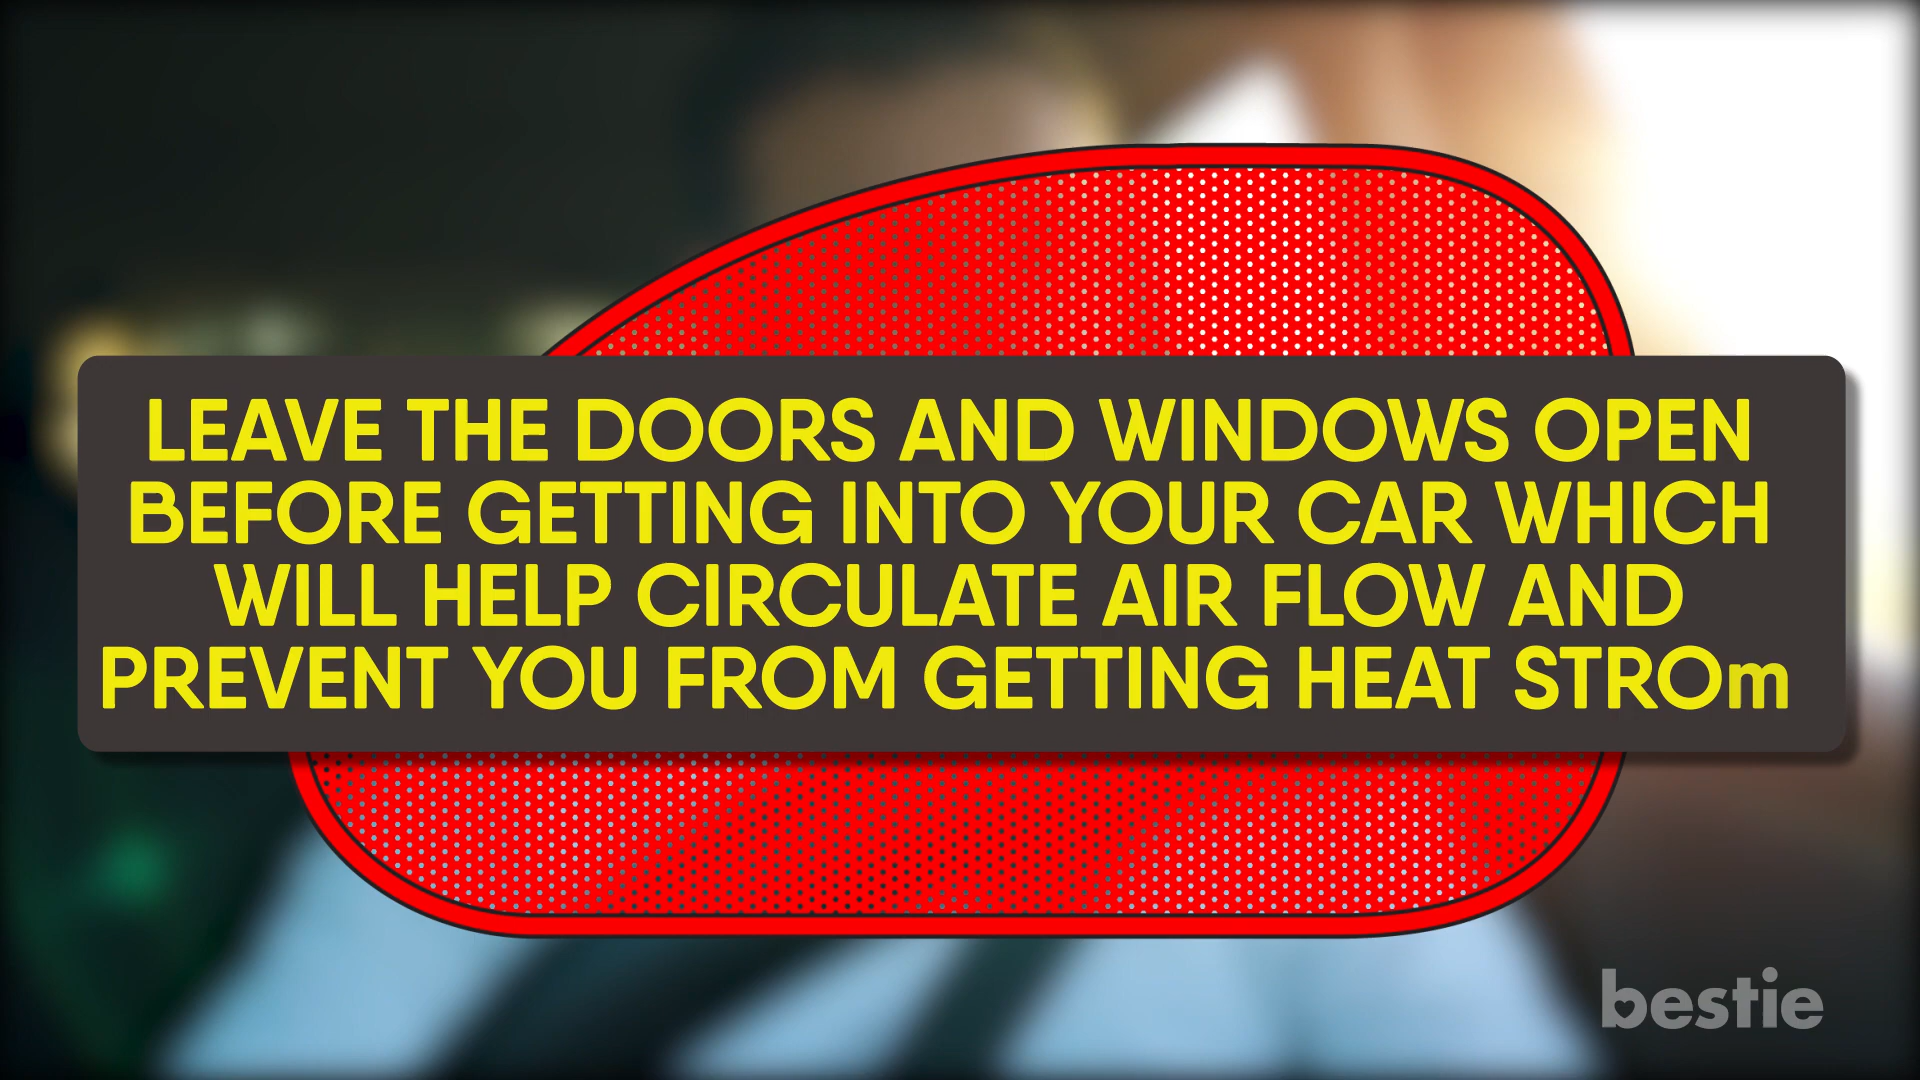 LEAVE THE DOORS AND WINDOWS OPEN
BEFORE GETTING INTO YOUR CAR WHICH
WILL HELP CIRCULATE AIR FLOW AND
PREVENT YOU FROM GETTING HEAT STROm
bestie